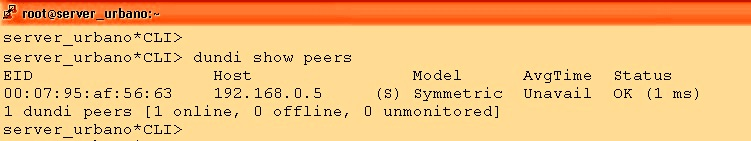 root@server_urbano:~
server_urbano*CLI>
server_urbano*CLI> dundi show peers
EID                  Host                Model      AvgTime  Status
00:07:95:af:56:63    192.168.0.5     (S) Symmetric  Unavail  OK (1 ms)
1 dundi peers [1 online, 0 offline, 0 unmonitored]
server_urbano*CLI>